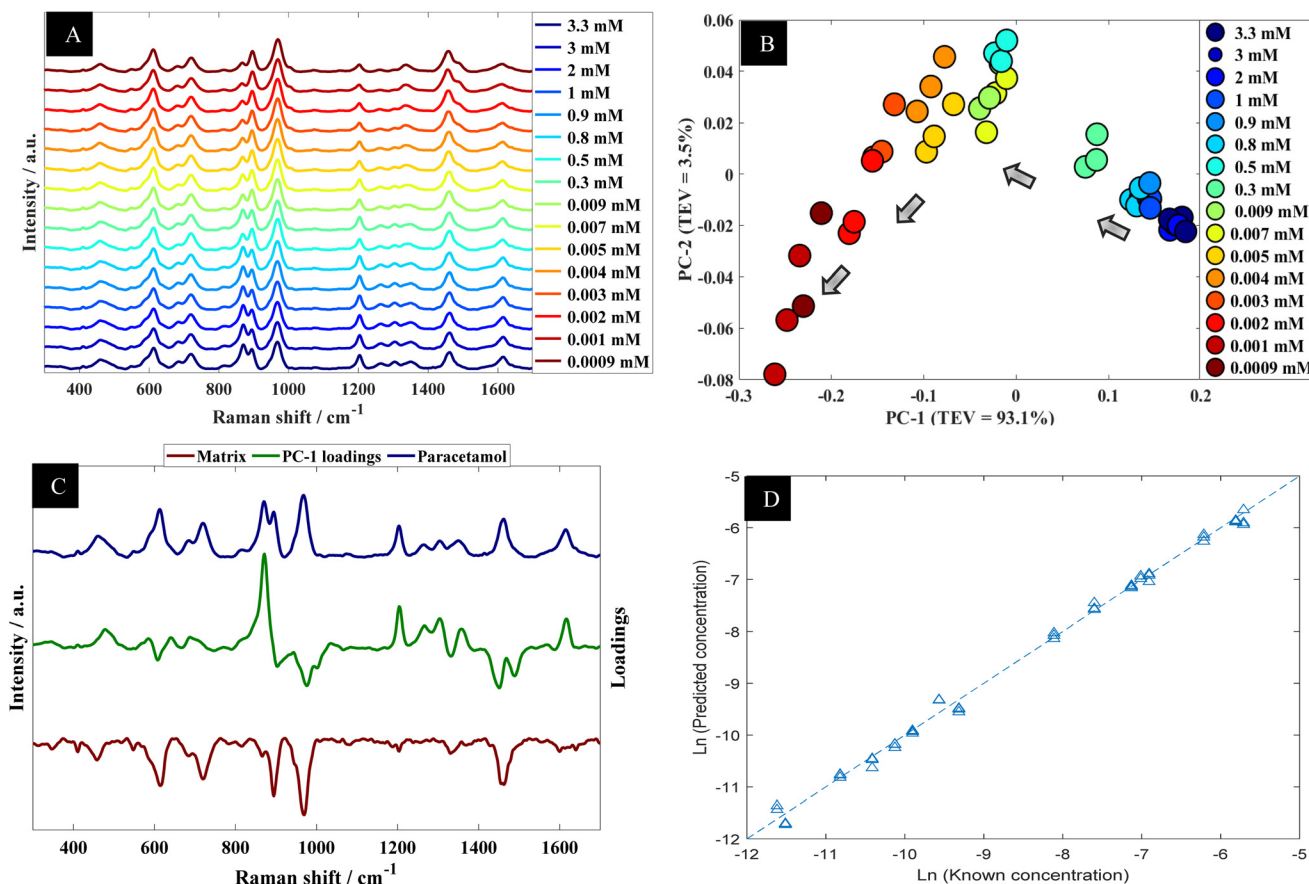 A
Intensity / a.u.
400
600
800
1000
1200
1400
1600
Raman shift / cm-1
3.3 mM
3 mM
2 mM
1 mM
0.9 mM
0.8 mM
0.5 mM
0.3 mM
0.009 mM
0.007 mM
0.005 mM
0.004 mM
0.003 mM
0.002 mM
0.001 mM
0.0009 mM
B
PC-2 (TEV = 3.5%)
0.06
0.04
0.02
0
-0.02
-0.04
-0.06
-0.08
-0.3
-0.2
-0.1
0
0.1
0.2
PC-1 (TEV = 93.1%)
3.3 mM
3 mM
2 mM
1 mM
0.9 mM
0.8 mM
0.5 mM
0.3 mM
0.009 mM
0.007 mM
0.005 mM
0.004 mM
0.003 mM
0.002 mM
0.001 mM
0.0009 mM
Matrix
PC-1 loadings
Paracetamol
C
Intensity / a.u.
Loadings
400
600
800
1000
1200
1400
1600
Raman shift / cm-1
D
Ln (Predicted concentration)
-5
-6
-7
-8
-9
-10
-11
-12
-12
-11
-10
-9
-8
-7
-6
-5
Ln (Known concentration)